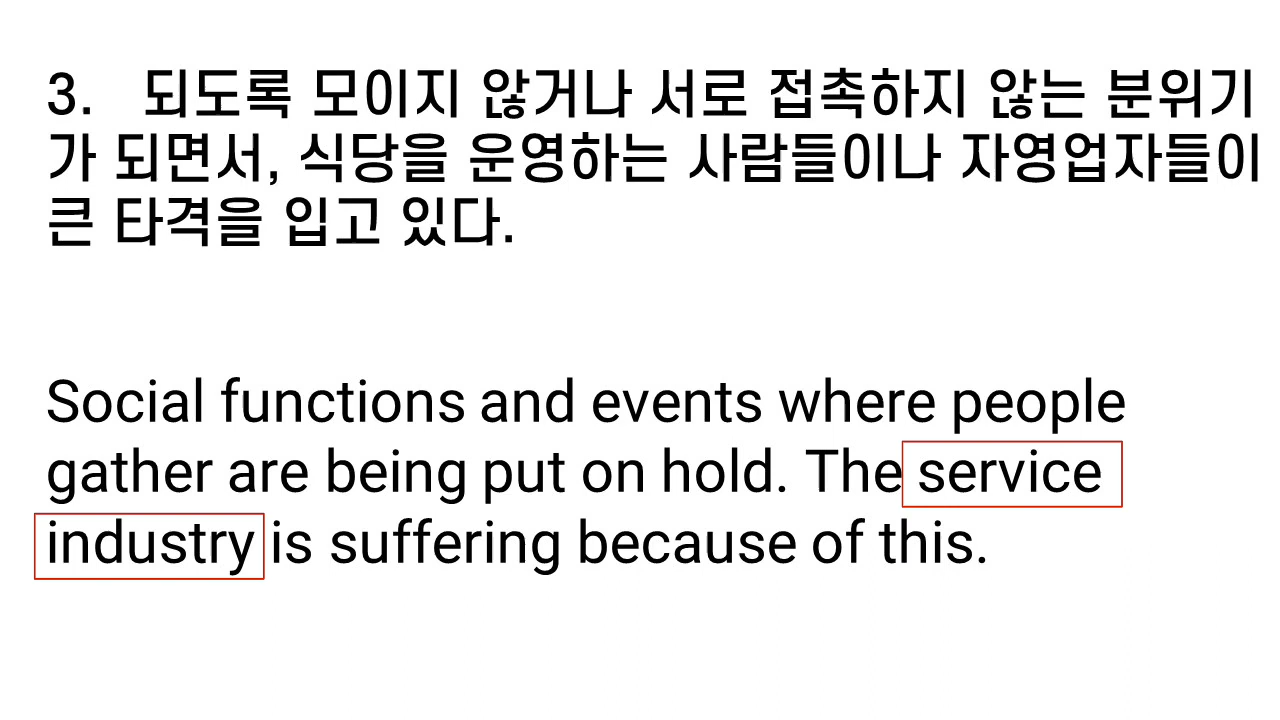 3. 되도록 모이지 않거나 서로 접촉하지 않는 분위기
가 되면서, 식당을 운영하는 사람들이나 자영업자들이
큰 타격을 입고 있다.
Social functions and events where people
gather are being put on hold. The service
industry is suffering because of this.